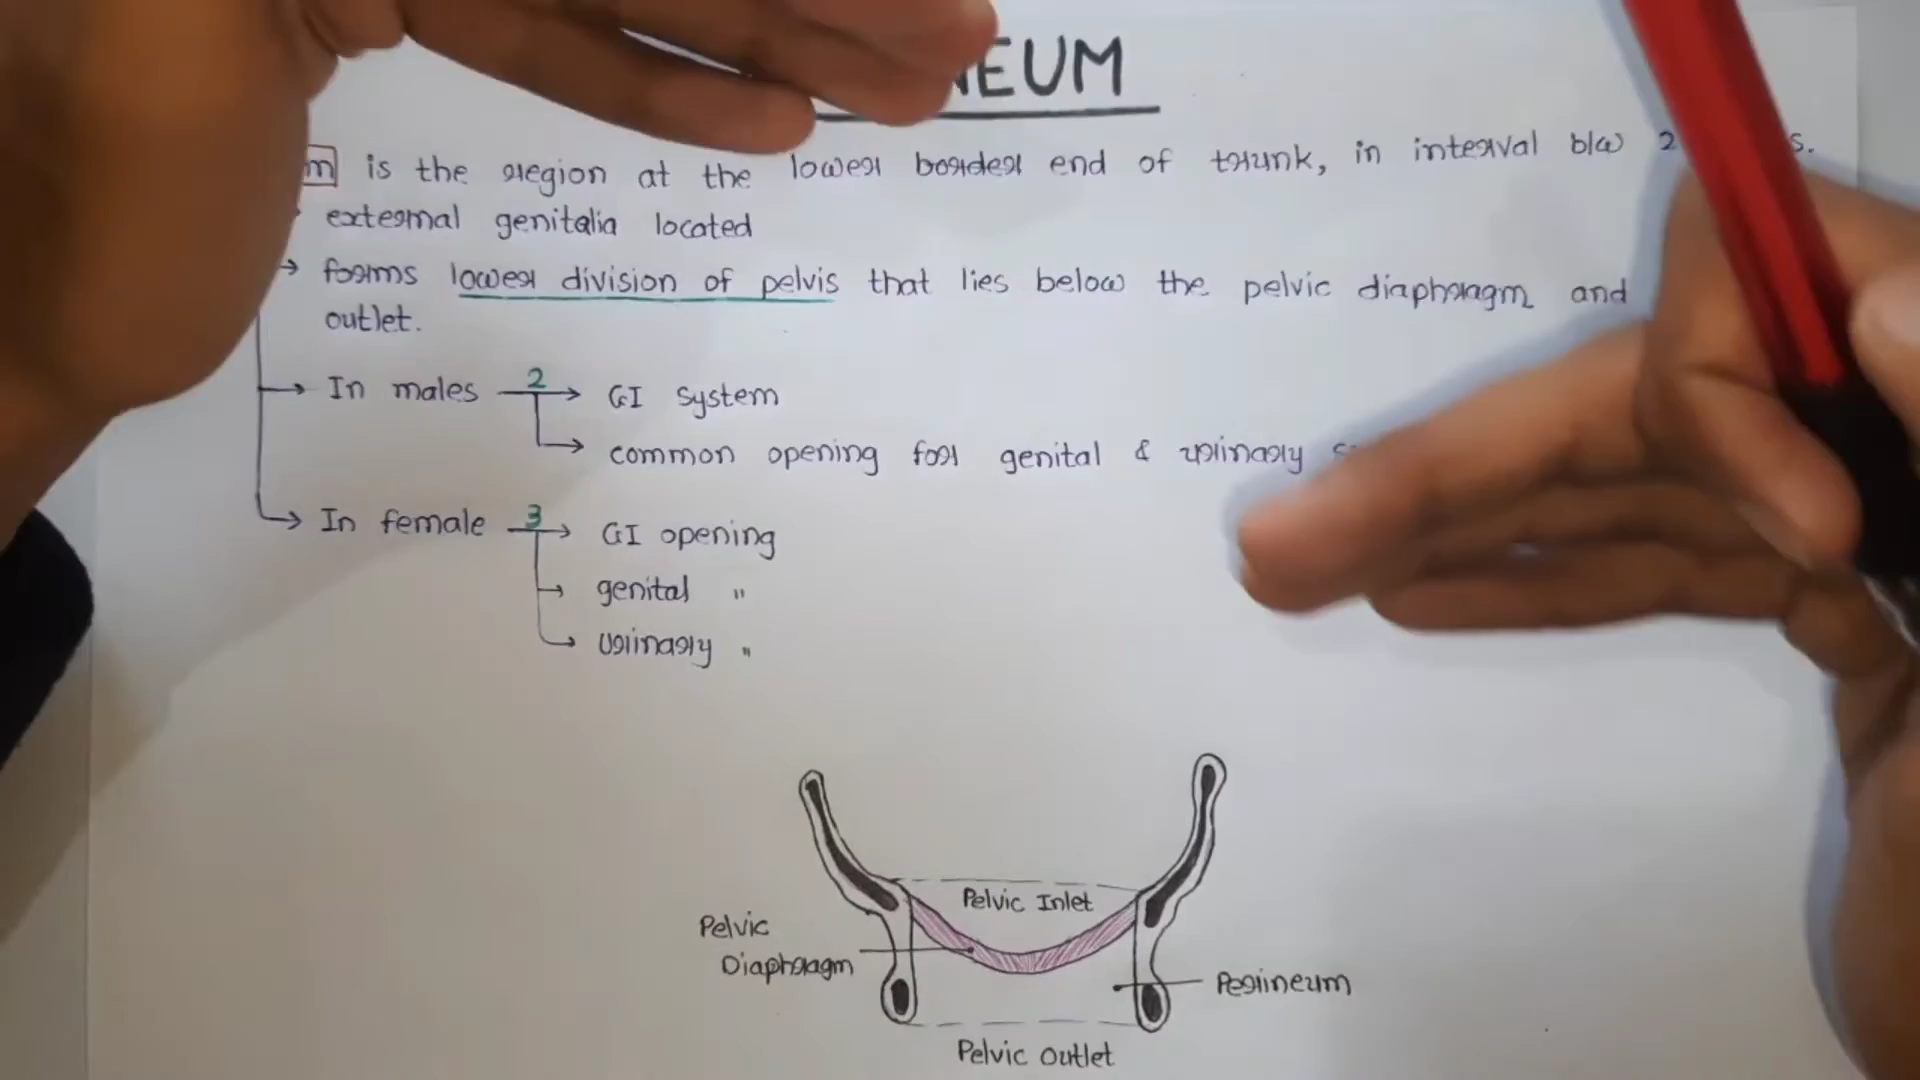 is the region at the lower border end of trunk, in interval b/w 2
external genitalia located
→ forms lower division of pelvis that lies below the pelvic diaphragm and
outlet.
→ In males 2 → GI system
→ common opening for genital & urinary
→ In female 3 → GI opening
→ genital "
→ Urinary "
Pelvic Inlet
Pelvic
Diaphragm
Perineum
Pelvic Outlet